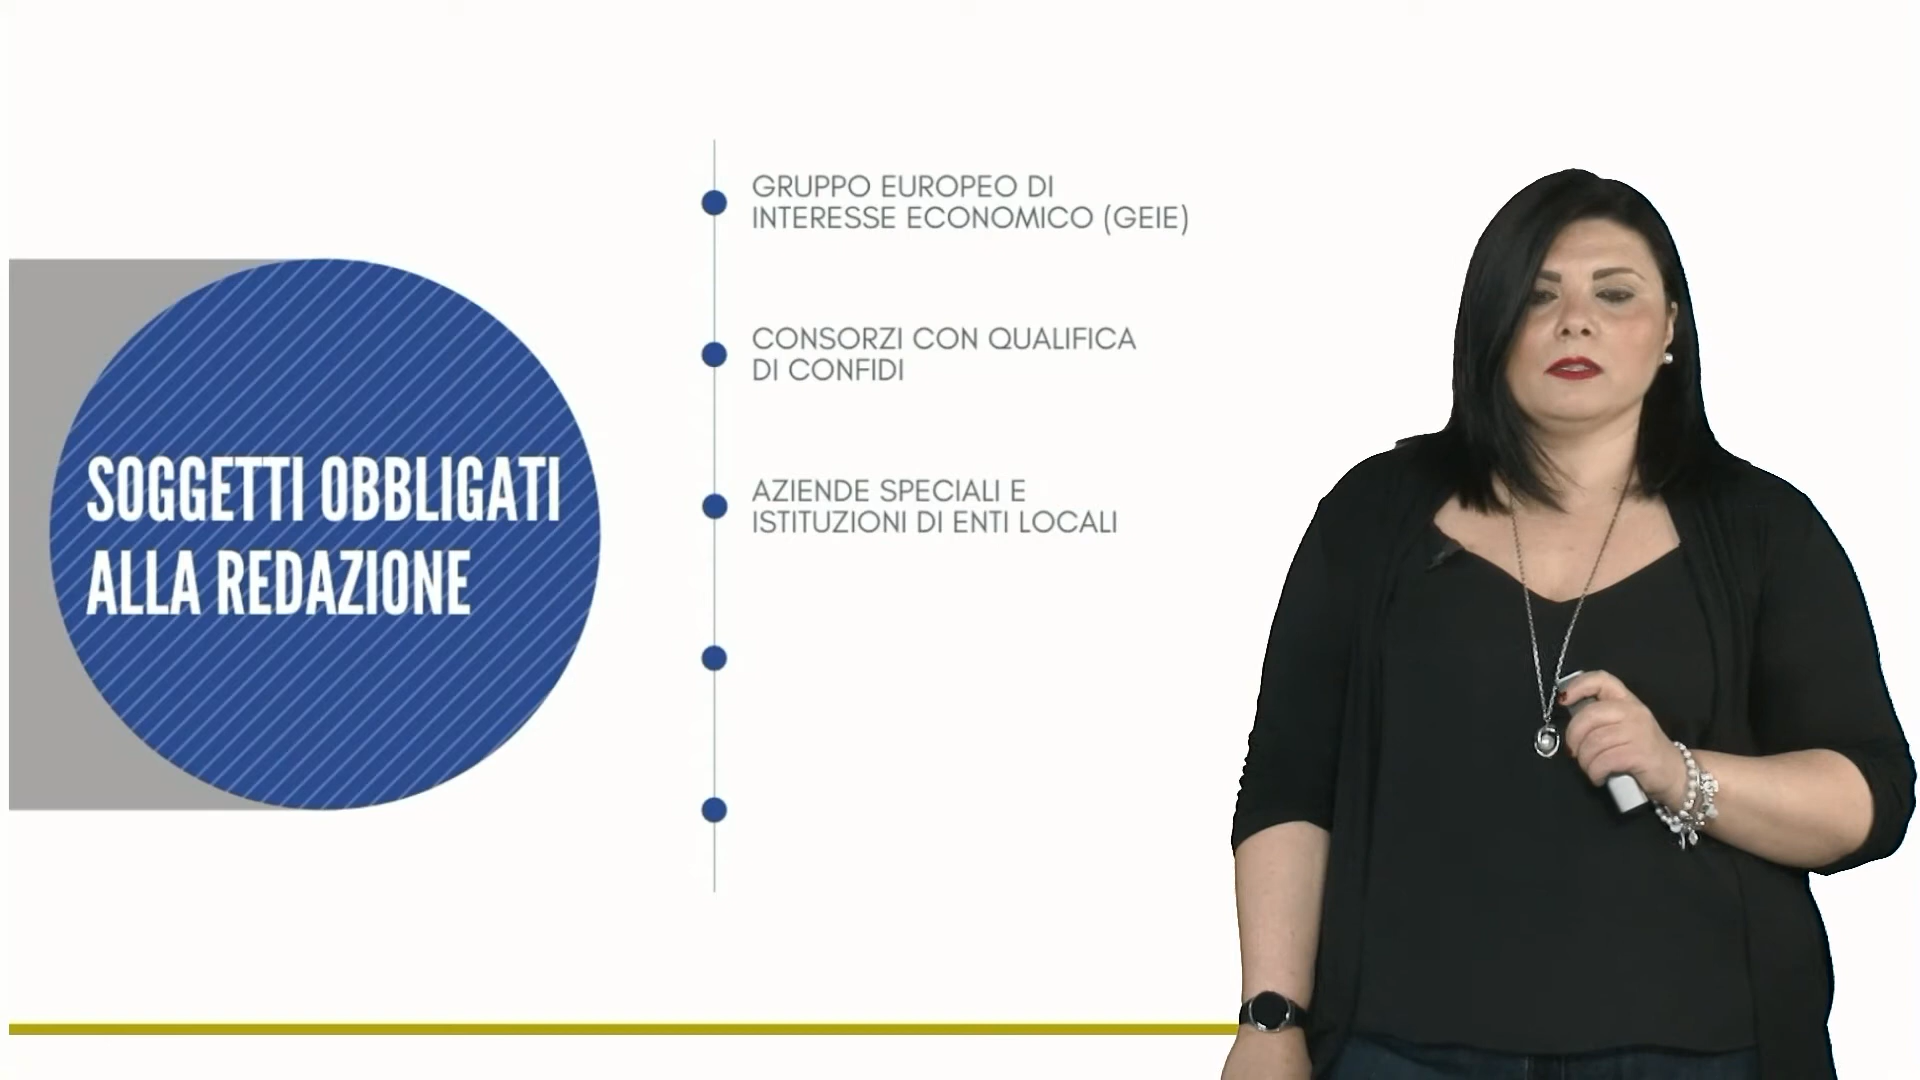 SOGGETTI OBBLIGATI
ALLA REDAZIONE
GRUPPO EUROPEO DI
INTERESSE ECONOMICO (GEIE)
CONSORZI CON QUALIFICA
DI CONFIDI
AZIENDE SPECIALI E
ISTITUZIONI DI ENTI LOCALI